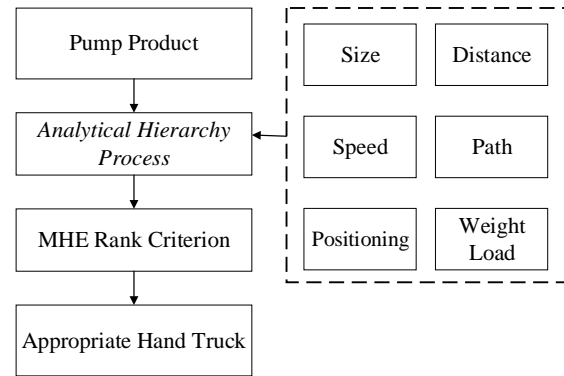 Pump Product
Analytical Hierarchy
Process
MHE Rank Criterion
Appropriate Hand Truck
Size
Distance
Speed
Path
Positioning
Weight
Load